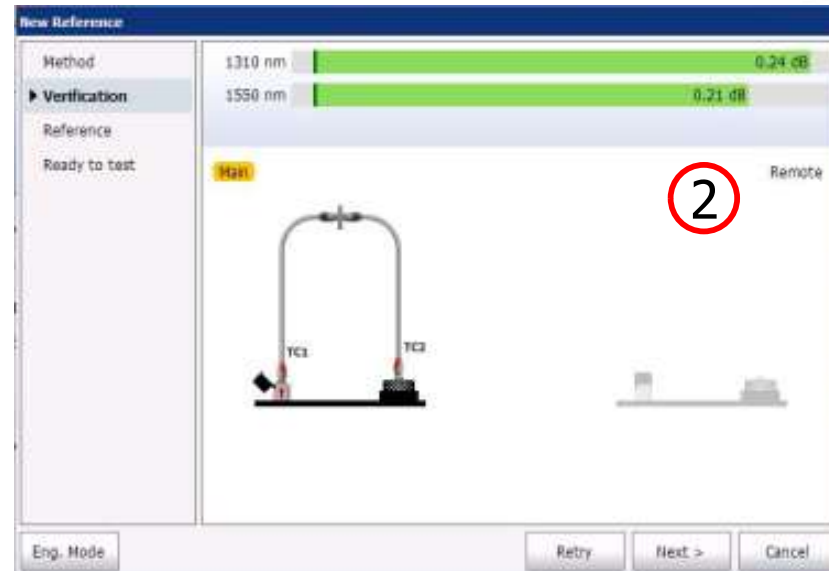 New Reference
Method
Verification
Reference
Ready to test
1310 nm 0.24 dB
1550 nm 0.21 dB
Main
Remote
2
TC1
TC2
Eng. Mode
Retry
Next >
Cancel